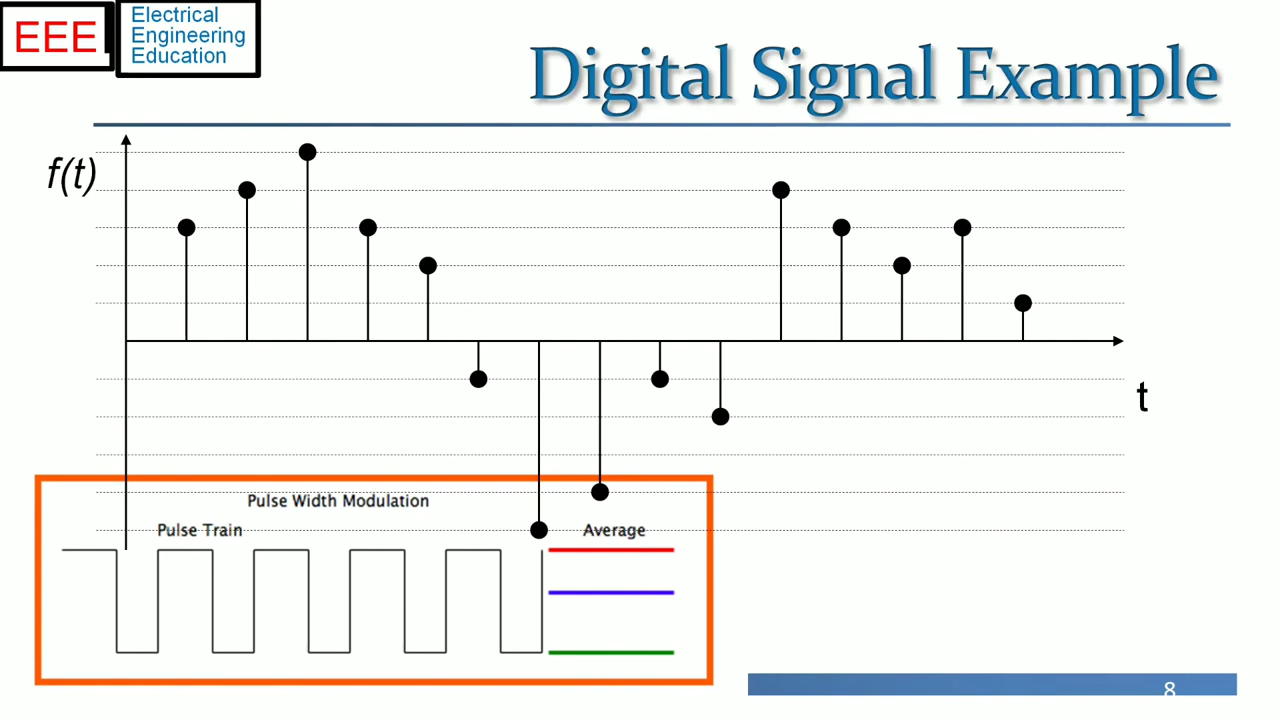 EEE
Electrical
Engineering
Education
Digital Signal Example
f(t)
t
Pulse Width Modulation
Pulse Train
Average
8